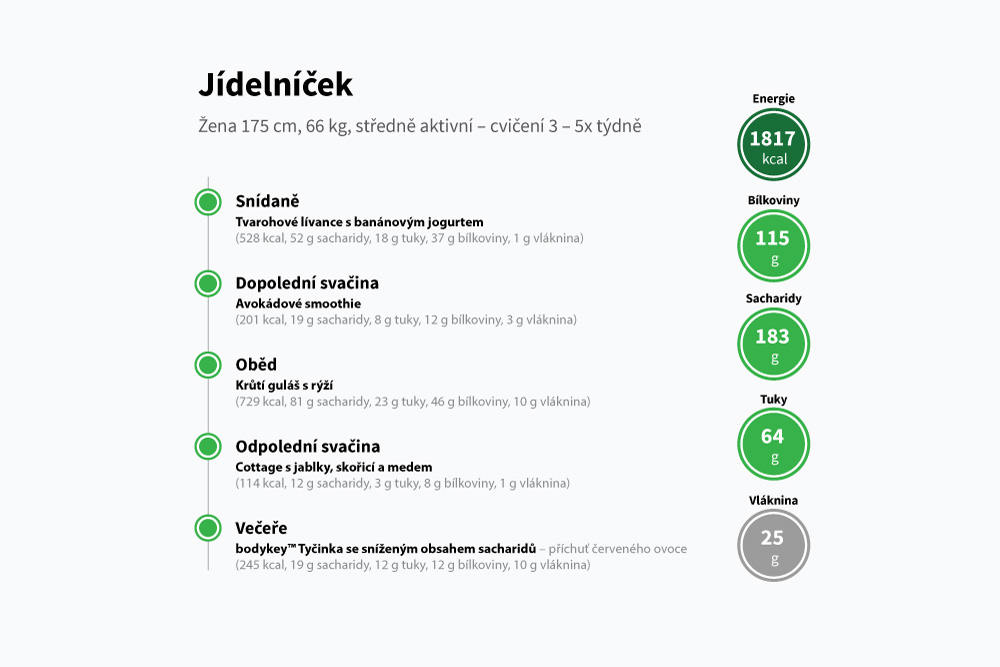 Jídelníček
Žena 175 cm, 66 kg, středně aktivní – cvičení 3 – 5x týdně
Snídaně
Tvarohové lívance s banánovým jogurtem
(528 kcal, 52 g sacharidy, 18 g tuky, 37 g bílkoviny, 1 g vláknina)
Dopolední svačina
Avokádové smoothie
(201 kcal, 19 g sacharidy, 8 g tuky, 12 g bílkoviny, 3 g vláknina)
Oběd
Krůtí guláš s rýží
(729 kcal, 81 g sacharidy, 23 g tuky, 46 g bílkoviny, 10 g vláknina)
Odpolední svačina
Cottage s jablky, skořicí a medem
(114 kcal, 12 g sacharidy, 3 g tuky, 8 g bílkoviny, 1 g vláknina)
Večeře
bodykey™ Tyčinka se sníženým obsahem sacharidů – příchuť červeného ovoce
(245 kcal, 19 g sacharidy, 12 g tuky, 12 g bílkoviny, 10 g vláknina)
Energie
1817
kcal
Bílkoviny
115
g
Sacharidy
183
g
Tuky
64
g
Vláknina
25
g